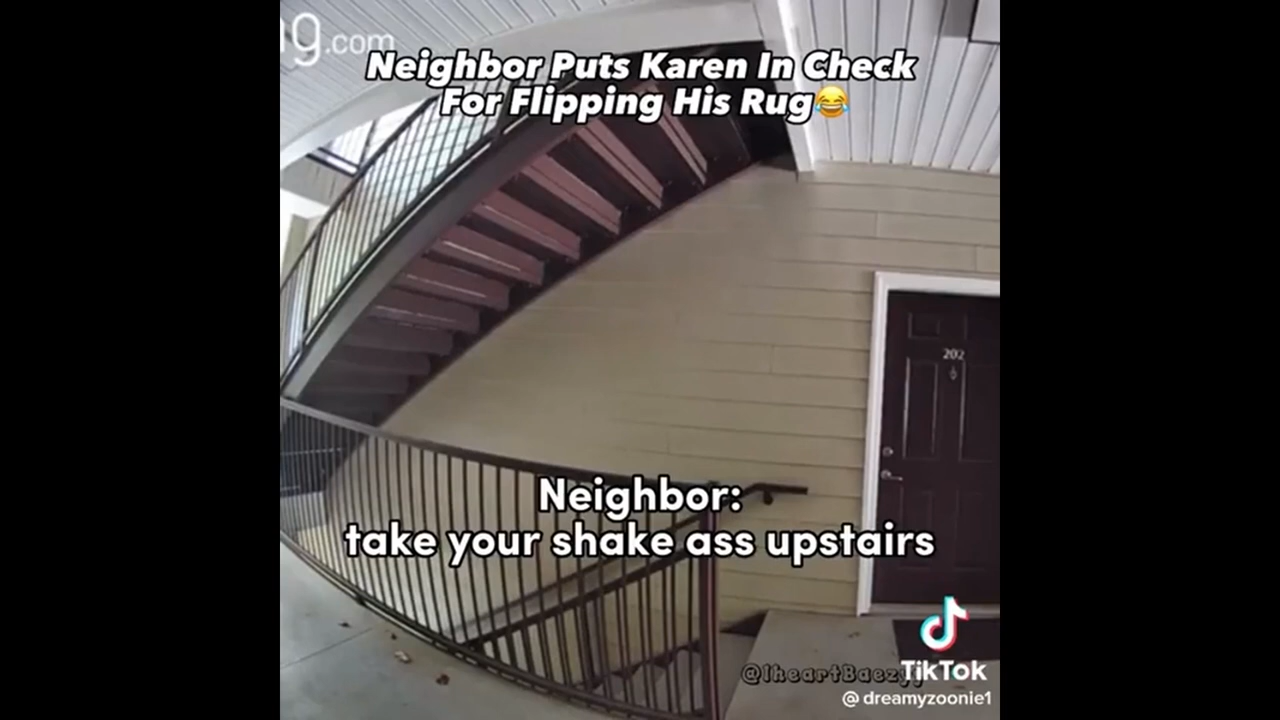 g.com
Neighbor Puts Karen In Check
For Flipping His Rug😂
202
Neighbor:
take your shake ass upstairs
TikTok
@dreamyzoonie1